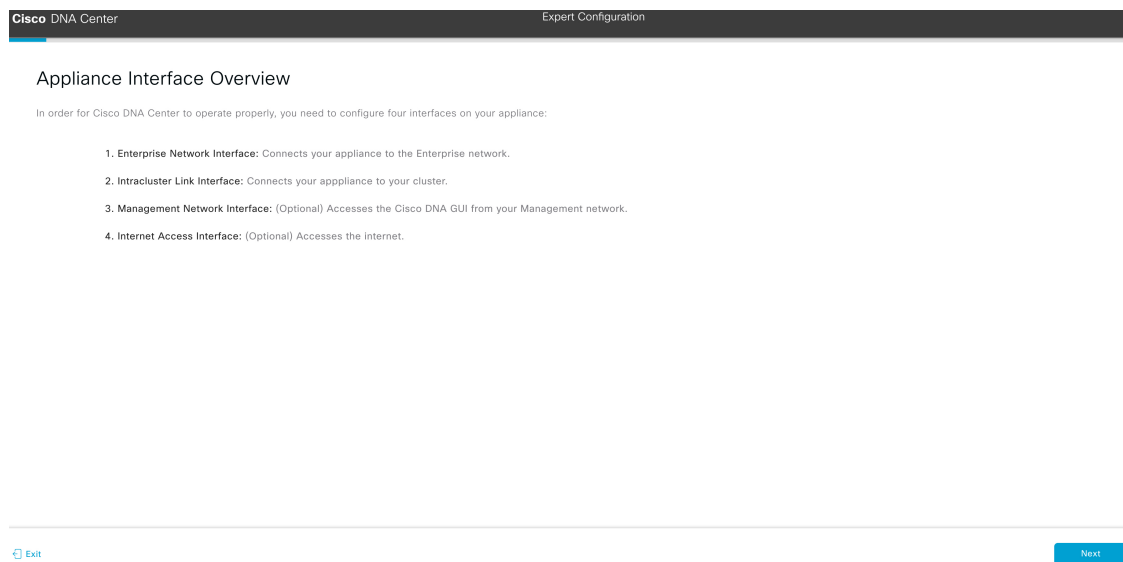 Cisco DNA Center
Expert Configuration
Appliance Interface Overview
In order for Cisco DNA Center to operate properly, you need to configure four interfaces on your appliance:
1. Enterprise Network Interface: Connects your appliance to the Enterprise network.
2. Intracluster Link Interface: Connects your apppliance to your cluster.
3. Management Network Interface: (Optional) Accesses the Cisco DNA GUI from your Management network.
4. Internet Access Interface: (Optional) Accesses the internet.
Exit
Next